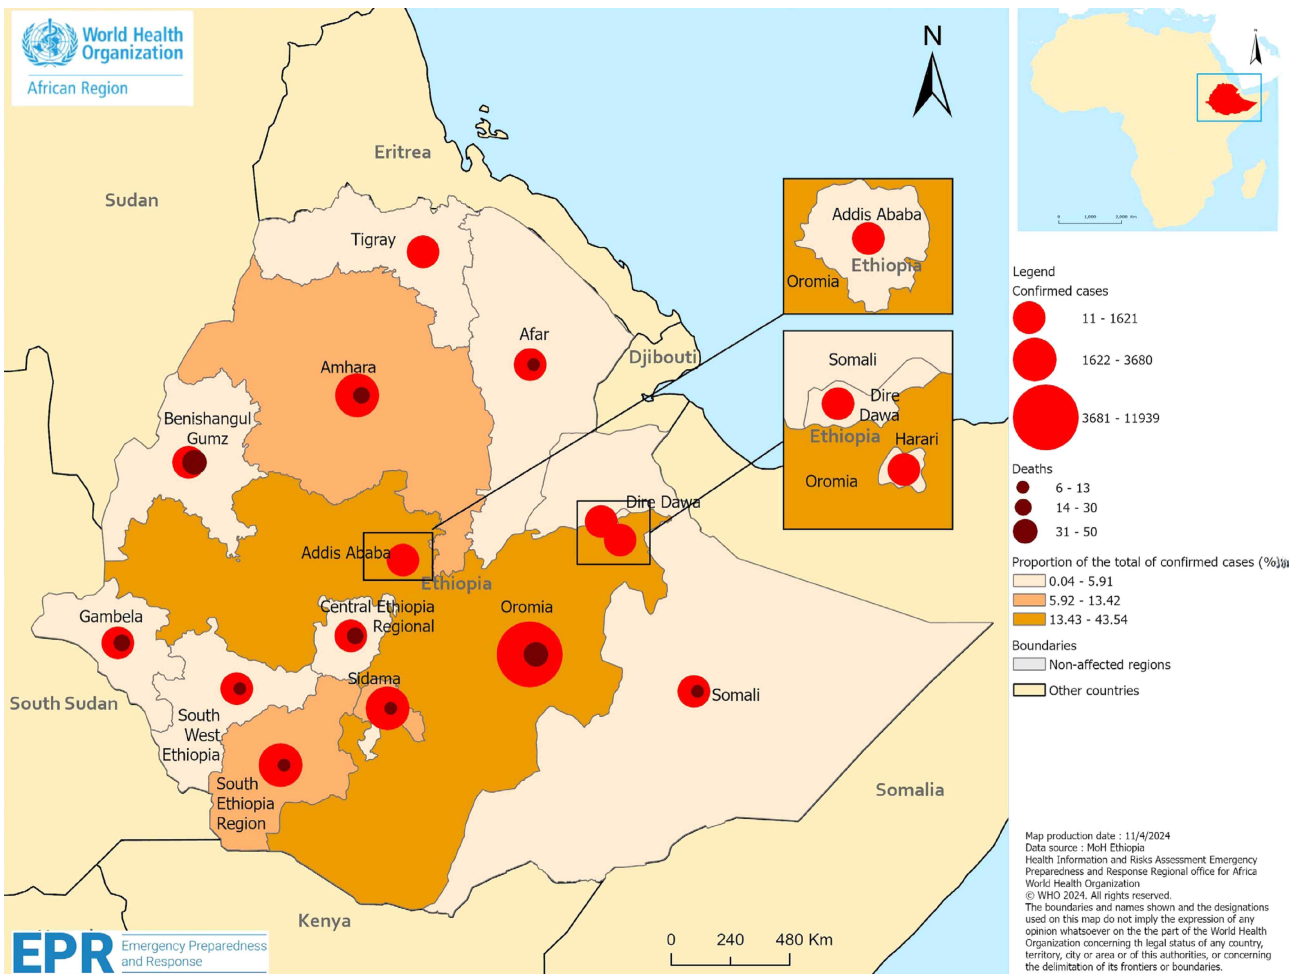 World Health
Organization
African Region
N
Eritrea
Sudan
Tigray
Addis Ababa
Ethiopia
Oromia
Afar
Djibouti
Amhara
Somali
Dire
Dawa
Ethiopia
Harari
Oromia
Benishangul
Gumz
Dire Dawa
Addis Ababa
Ethiopia
Central Ethiopia
Regional
Oromia
Gambela
Sidama
Somali
South Sudan
South
West
Ethiopia
South
Ethiopia
Region
Somalia
Kenya
EPR
Emergency Preparedness
and Response
0 240 480 Km
N
0 1,000 2,000 Km
Legend
Confirmed cases
11 - 1621
1622 - 3680
3681 - 11939
Deaths
6 - 13
14 - 30
31 - 50
Proportion of the total of confirmed cases (%)
0.04 - 5.91
5.92 - 13.42
13.43 - 43.54
Boundaries
Non-affected regions
Other countries
Map production date : 11/4/2024
Data source : MoH Ethiopia
Health Information and Risks Assessment Emergency
Preparedness and Response Regional office for Africa
World Health Organization
© WHO 2024. All rights reserved.
The boundaries and names shown and the designations
used on this map do not imply the expression of any
opinion whatsoever on the the part of the World Health
Organization concerning th legal status of any country,
territory, city or area or of this authorities, or concerning
the delimitation of its frontiers or boundaries.